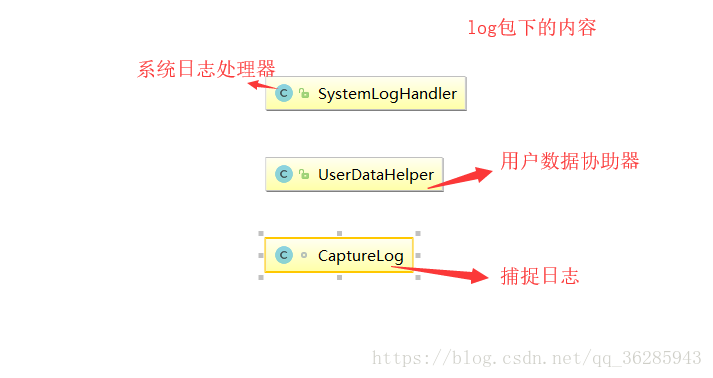 log包下的内容
系统日志处理器
C SystemLogHandler
C UserDataHelper
用户数据协助器
C CaptureLog
捕捉日志
https://blog.csdn.net/qq_36285943